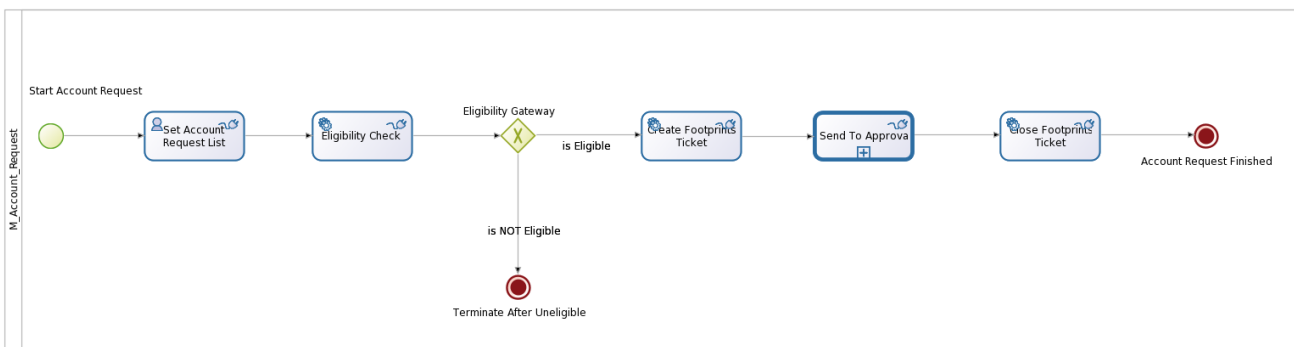 M_Account_Request
Start Account Request
Set Account
Request List
Eligibility Check
Eligibility Gateway
is Eligible
Create Footprints
Ticket
Send To Approva
Close Footprints
Ticket
Account Request Finished
is NOT Eligible
Terminate After Uneligible